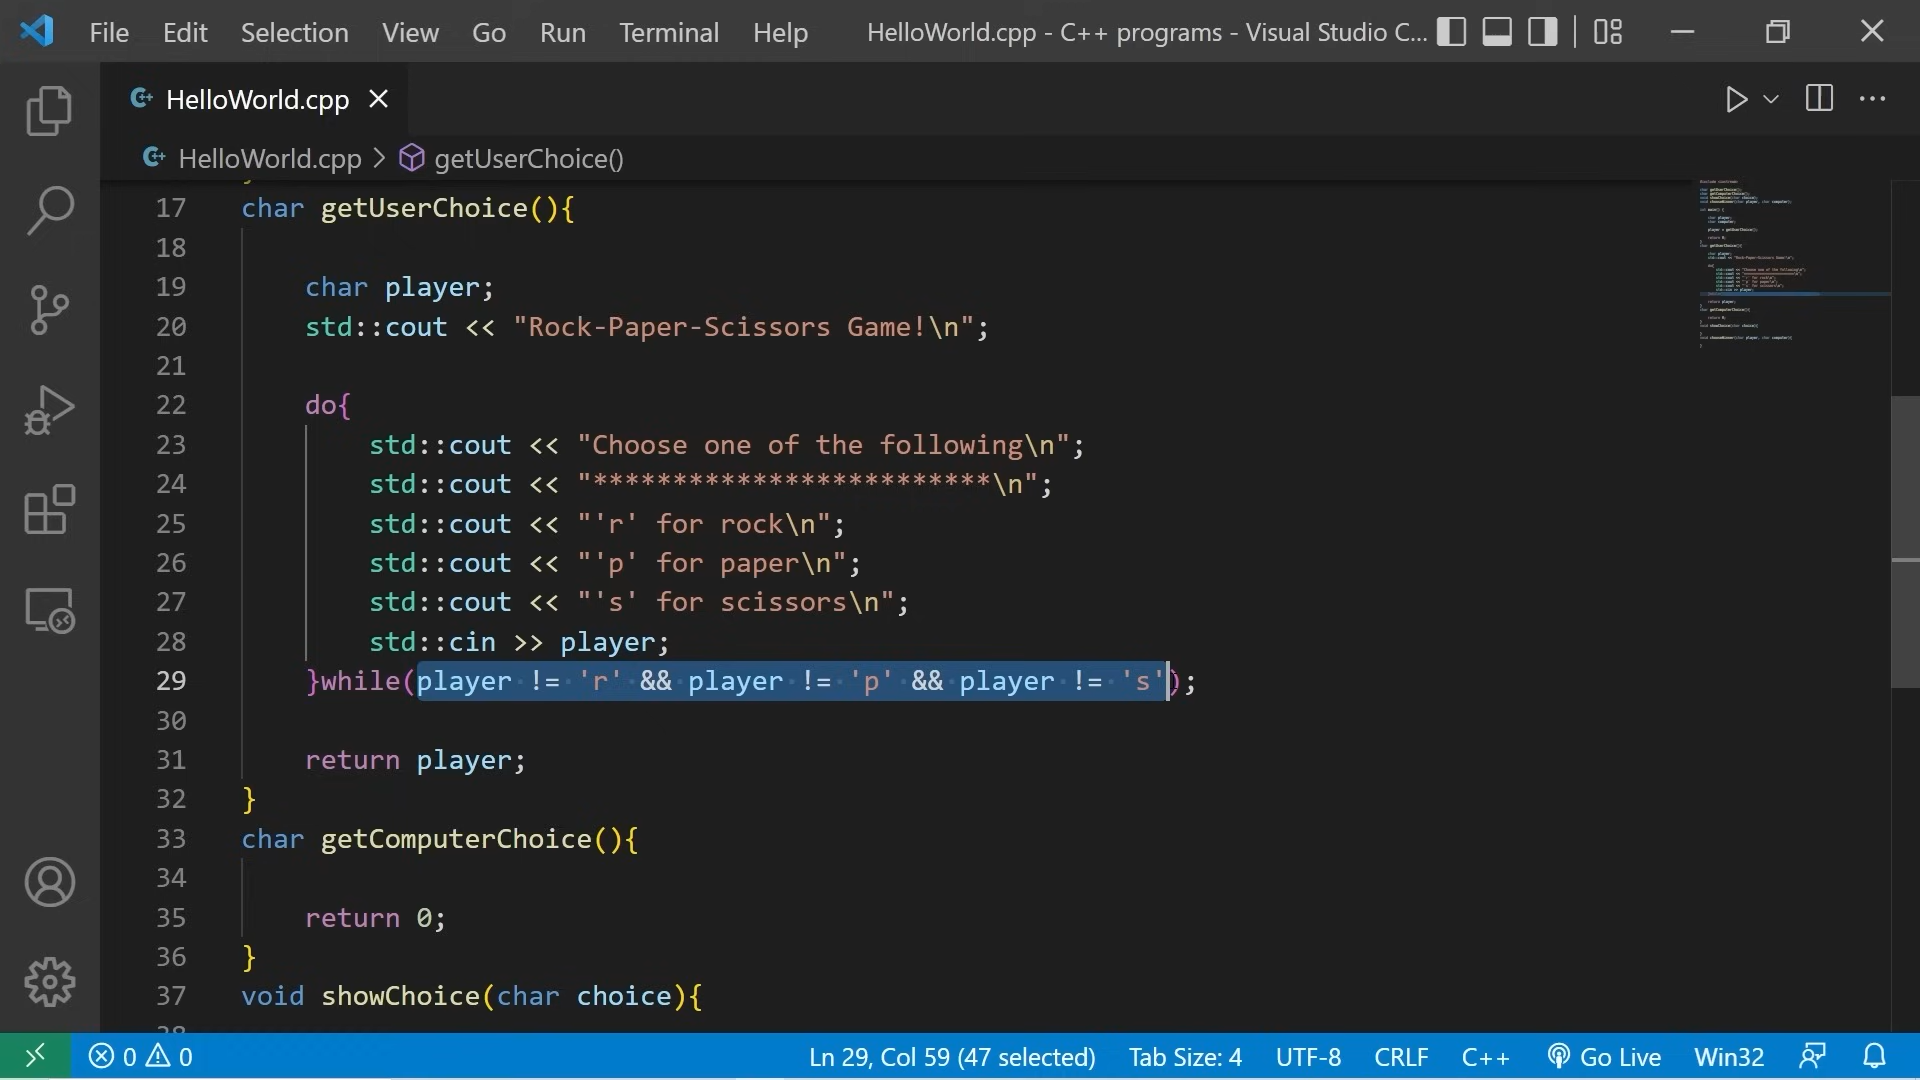 File Edit Selection View Go Run Terminal Help HelloWorld.cpp - C++ programs - Visual Studio C...
HelloWorld.cpp
HelloWorld.cpp > getUserChoice()
17 char getUserChoice(){
18
19 char player;
20 std::cout << "Rock-Paper-Scissors Game!\n";
21
22 do{
23 std::cout << "Choose one of the following\n";
24 std::cout << "*************************\n";
25 std::cout << "'r' for rock\n";
26 std::cout << "'p' for paper\n";
27 std::cout << "'s' for scissors\n";
28 std::cin >> player;
29 }while(player != 'r' && player != 'p' && player != 's');
30
31 return player;
32 }
33 char getComputerChoice(){
34
35 return 0;
36 }
37 void showChoice(char choice){
0 0 Ln 29, Col 59 (47 selected) Tab Size: 4 UTF-8 CRLF C++ Go Live Win32